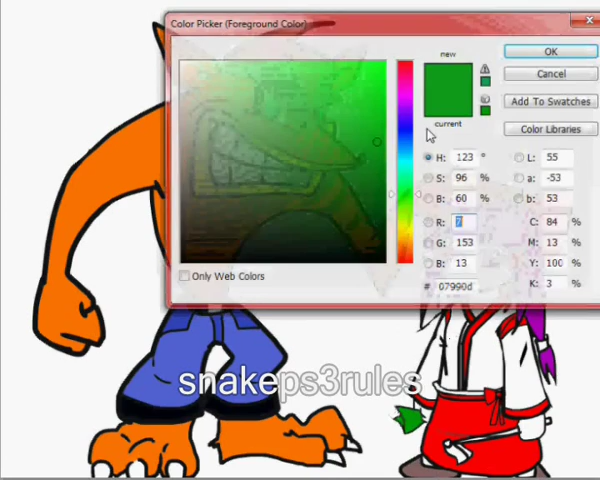 Color Picker (Foreground Color)
new
OK
Cancel
Add To Swatches
current
Color Libraries
H: 123 ° L: 55
S: 96 % a: -53
B: 60 % b: 53
R: 7 C: 84 %
G: 153 M: 13 %
B: 13 Y: 100 %
# 07990d K: 3 %
Only Web Colors
snakeps3rules